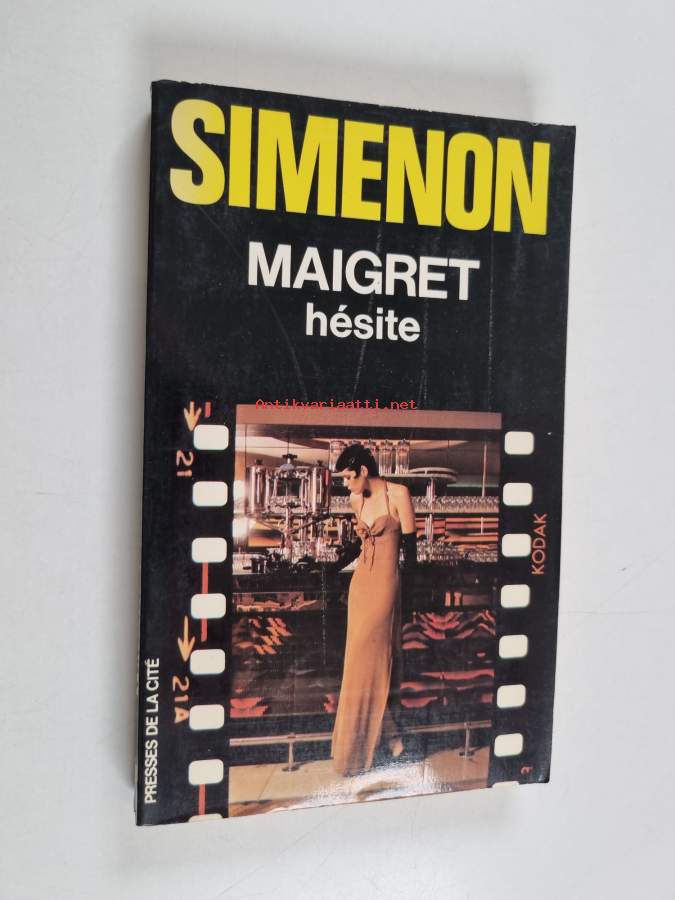 SIMENON
MAIGRET
hésite
Antikvariaatti.net
21
KODAK
21A
PRESSES DE LA CITÉ